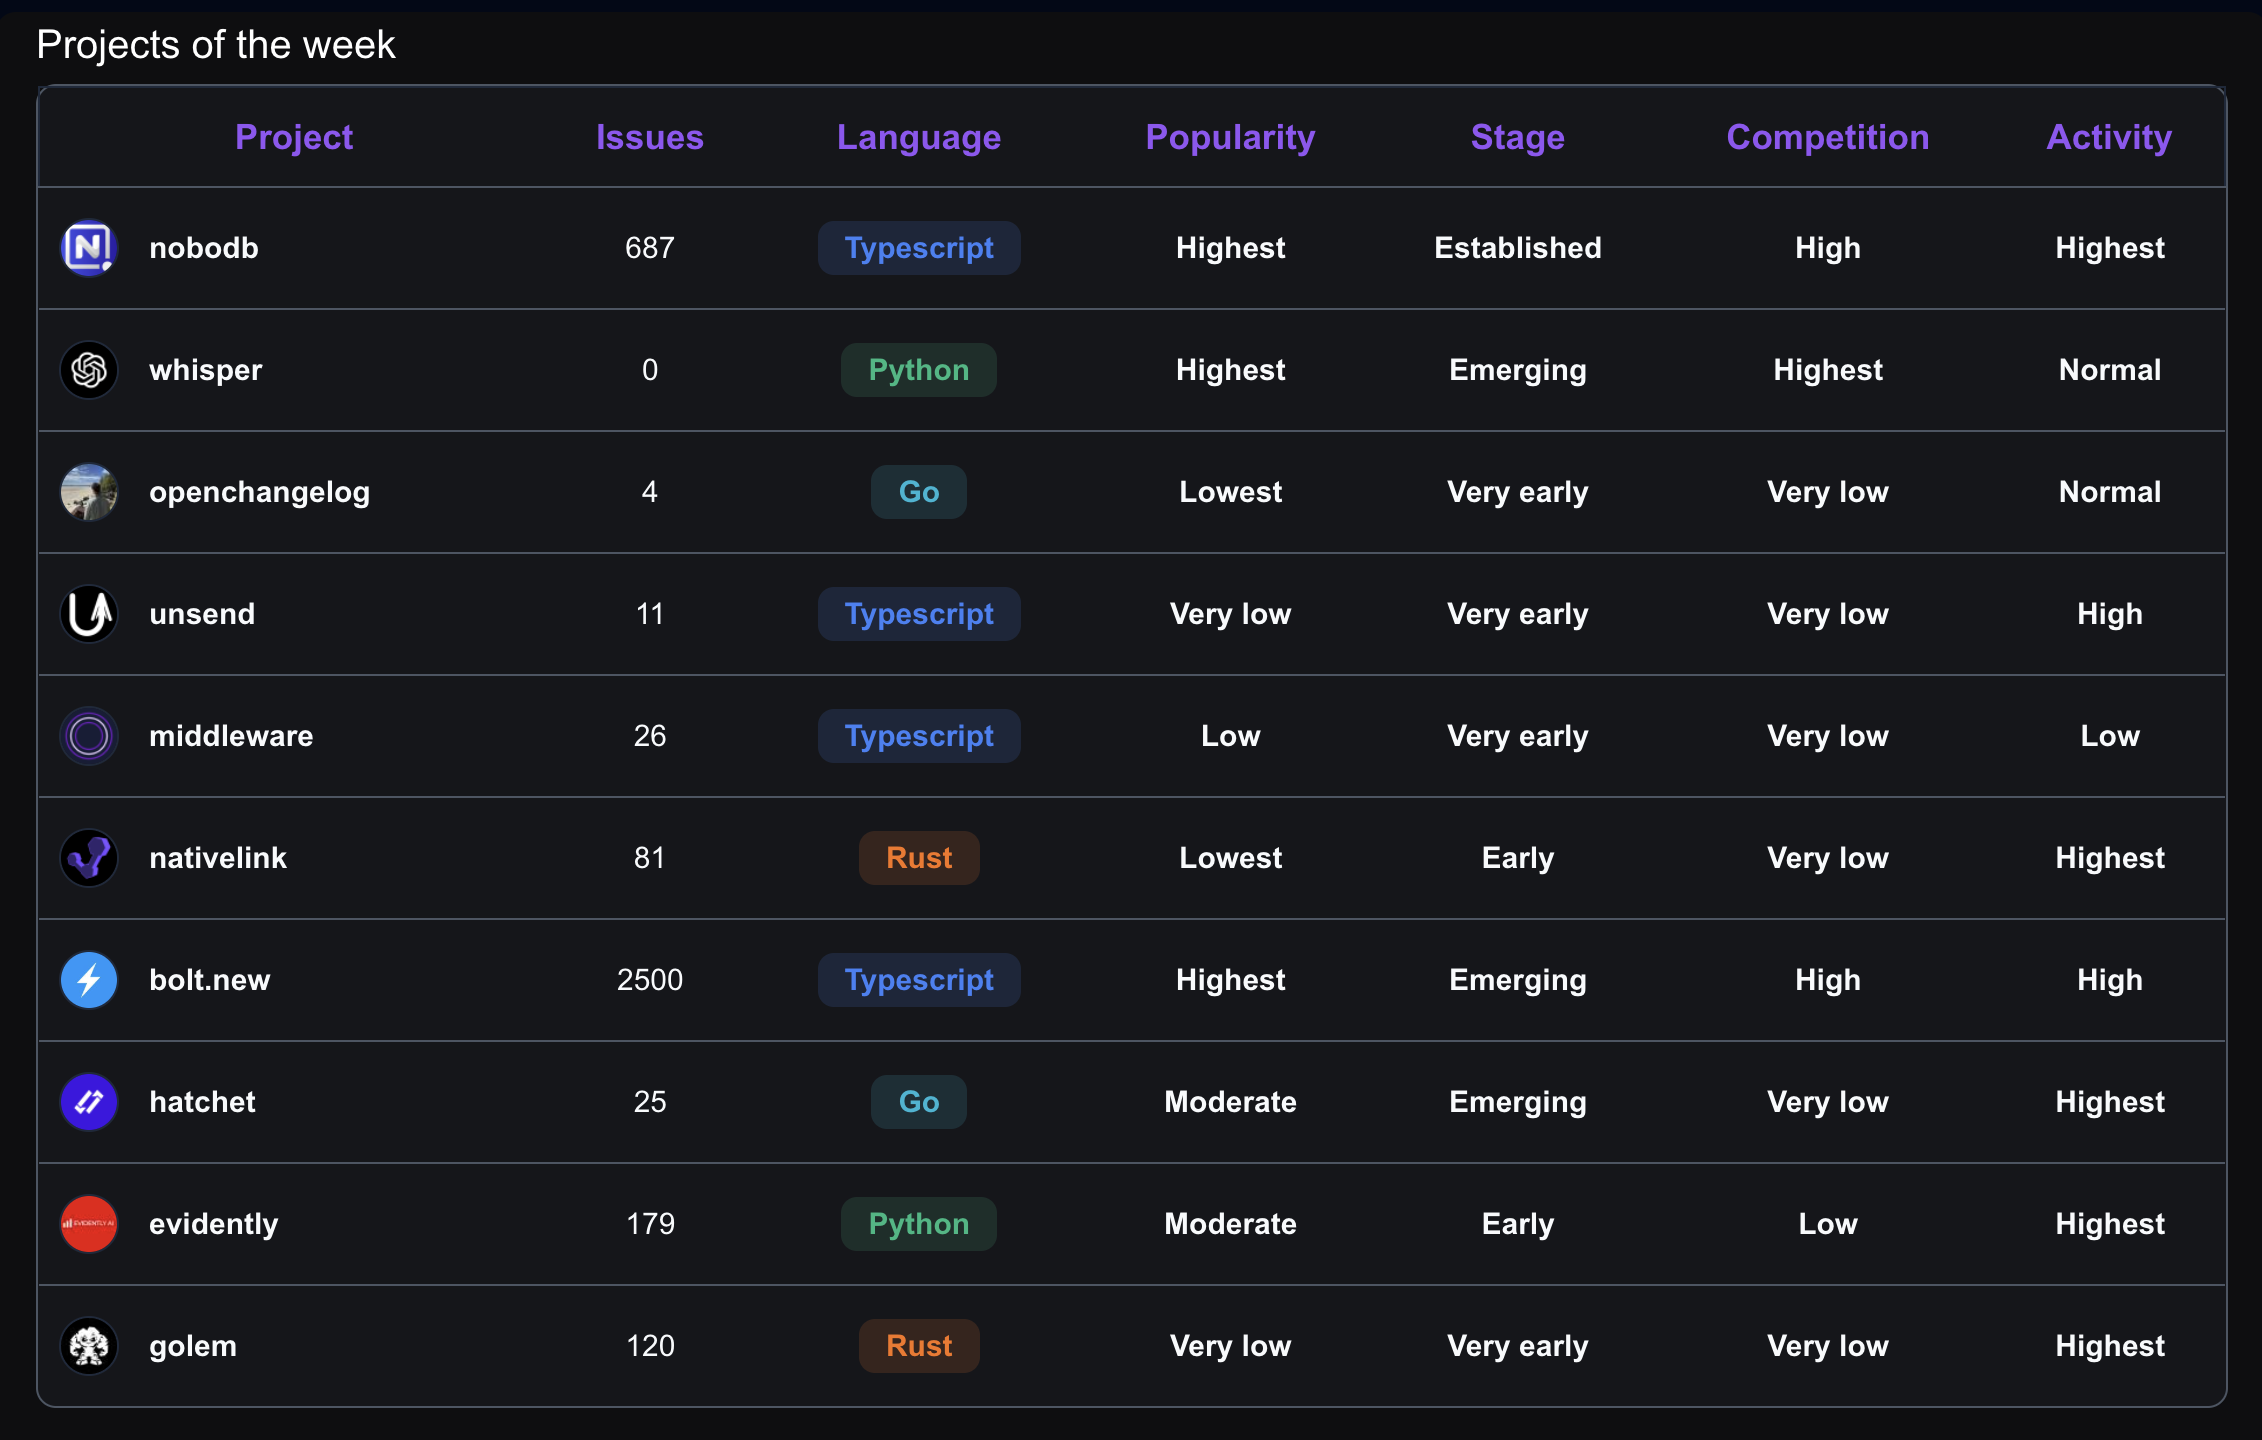 Projects of the week
Project Issues Language Popularity Stage Competition Activity
nobodb 687 Typescript Highest Established High Highest
whisper 0 Python Highest Emerging Highest Normal
openchangelog 4 Go Lowest Very early Very low Normal
unsend 11 Typescript Very low Very early Very low High
middleware 26 Typescript Low Very early Very low Low
nativelink 81 Rust Lowest Early Very low Highest
bolt.new 2500 Typescript Highest Emerging High High
hatchet 25 Go Moderate Emerging Very low Highest
EVIDENTLY AI evidently 179 Python Moderate Early Low Highest
golem 120 Rust Very low Very early Very low Highest